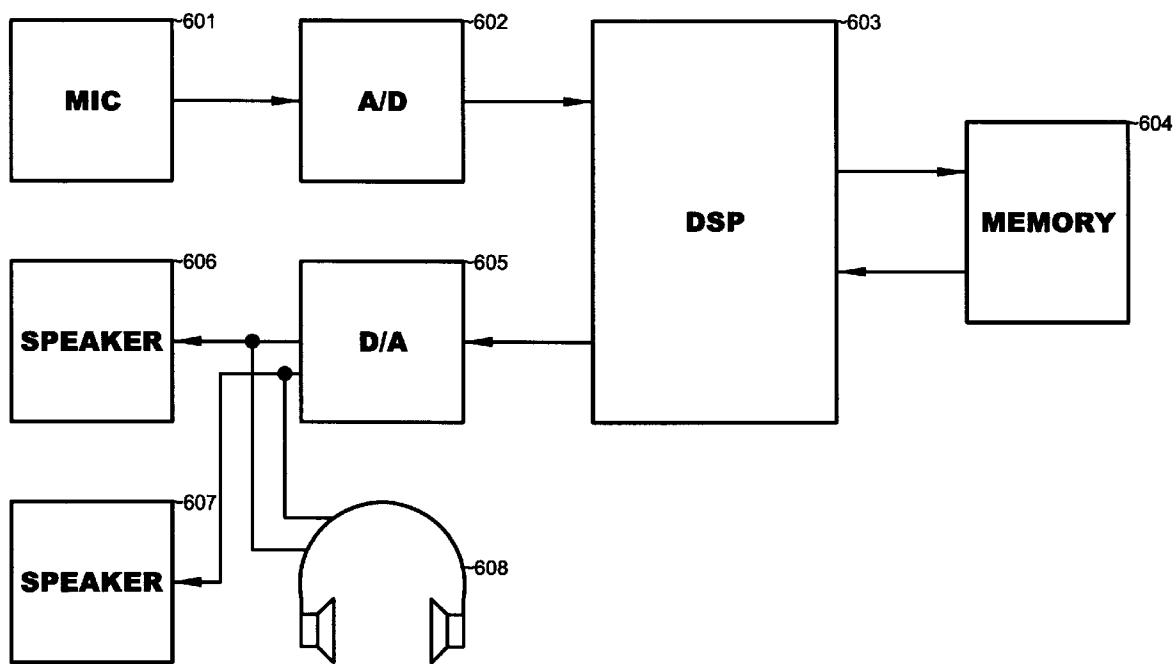 601
MIC
602
A/D
603
DSP
604
MEMORY
606
SPEAKER
605
D/A
607
SPEAKER
608